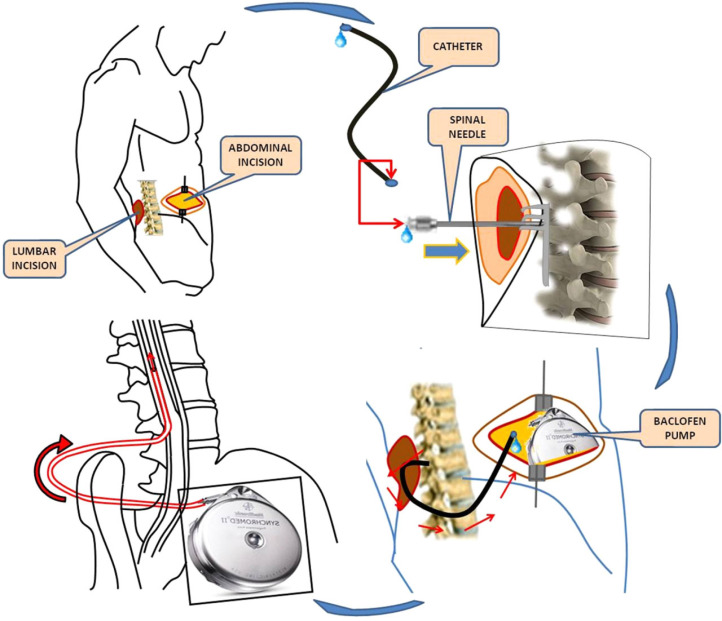 CATHETER
SPINAL
NEEDLE
ABDOMINAL
INCISION
LUMBAR
INCISION
BACLOFEN
PUMP
SYNCHROMED II